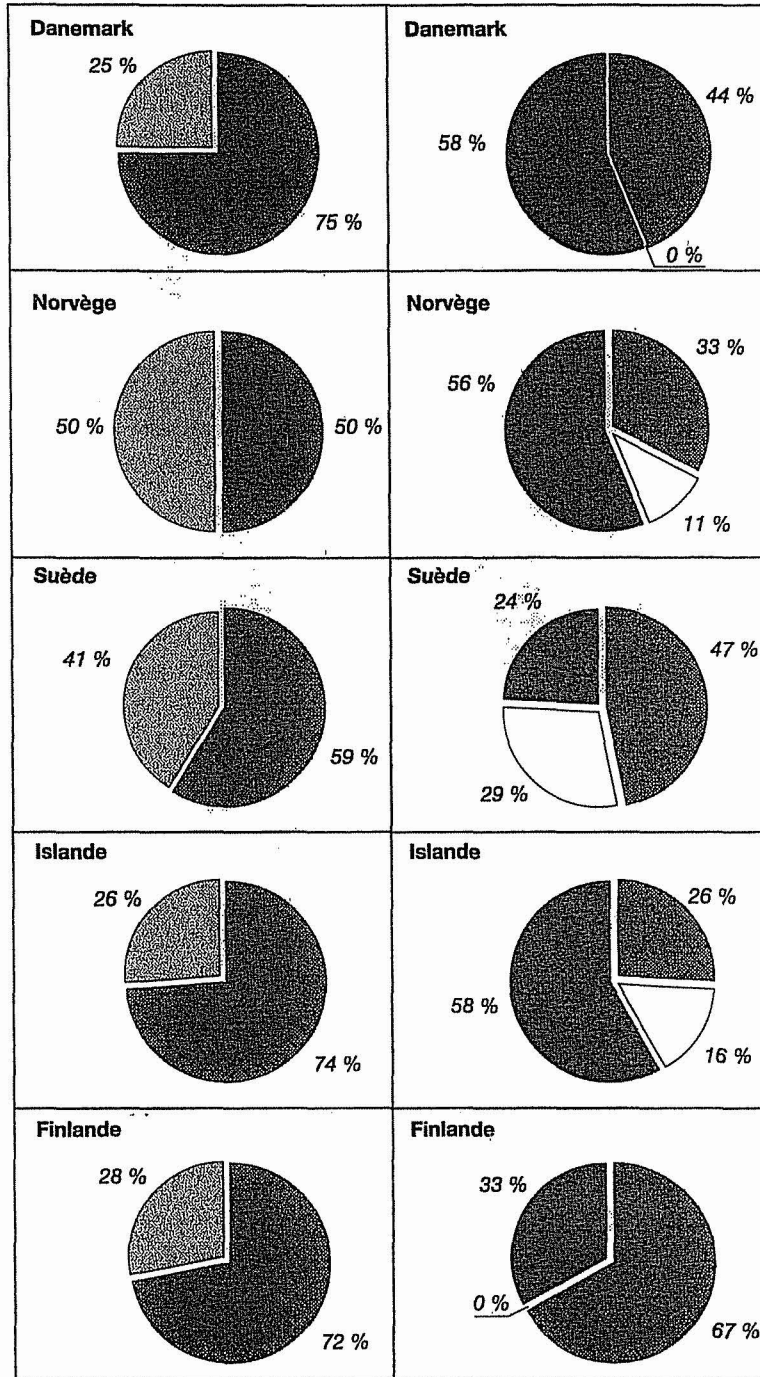 Danemark
25 %
75 %
Danemark
44 %
58 %
0 %
Norvège
50 %
50 %
Norvège
33 %
56 %
11 %
Suède
41 %
59 %
Suède
24 %
47 %
29 %
Islande
26 %
74 %
Islande
26 %
58 %
16 %
Finlande
28 %
72 %
Finlande
33 %
0 %
67 %